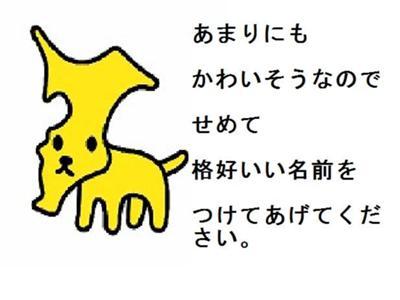 あまりにも
かわいそうなので
せめて
格好いい名前を
つけてあげてくだ
さい。